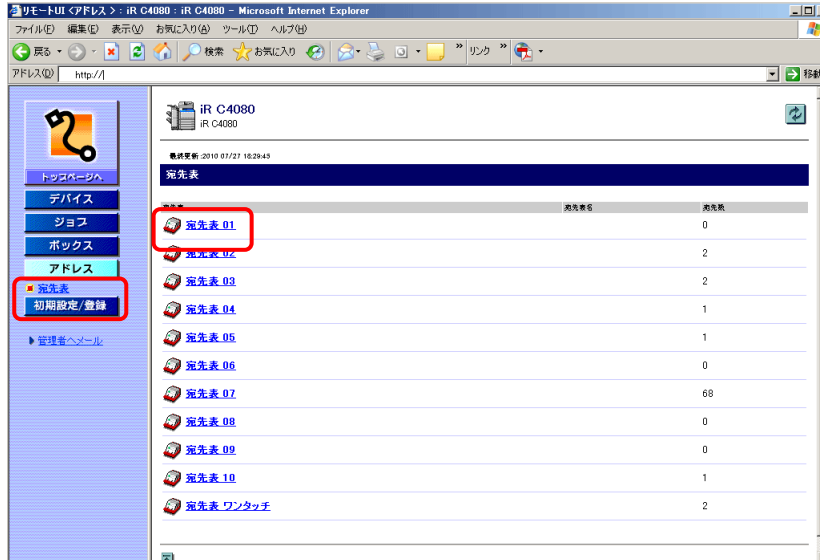 リモートUI <アドレス> : iR C4080 : iR C4080 - Microsoft Internet Explorer
ファイル(F) 編集(E) 表示(V) お気に入り(A) ツール(T) ヘルプ(H)
戻る 検索 お気に入り リンク
アドレス(D) http:// 移動
トップページへ
デバイス
ジョブ
ボックス
アドレス
宛先表
初期設定/登録
管理者へメール
iR C4080
iR C4080
最終更新 :2010 07/27 16:29:45
宛先表
宛先表 宛先表名 宛先数
宛先表 01 0
宛先表 02 2
宛先表 03 2
宛先表 04 1
宛先表 05 1
宛先表 06 0
宛先表 07 68
宛先表 08 0
宛先表 09 0
宛先表 10 1
宛先表 ワンタッチ 2